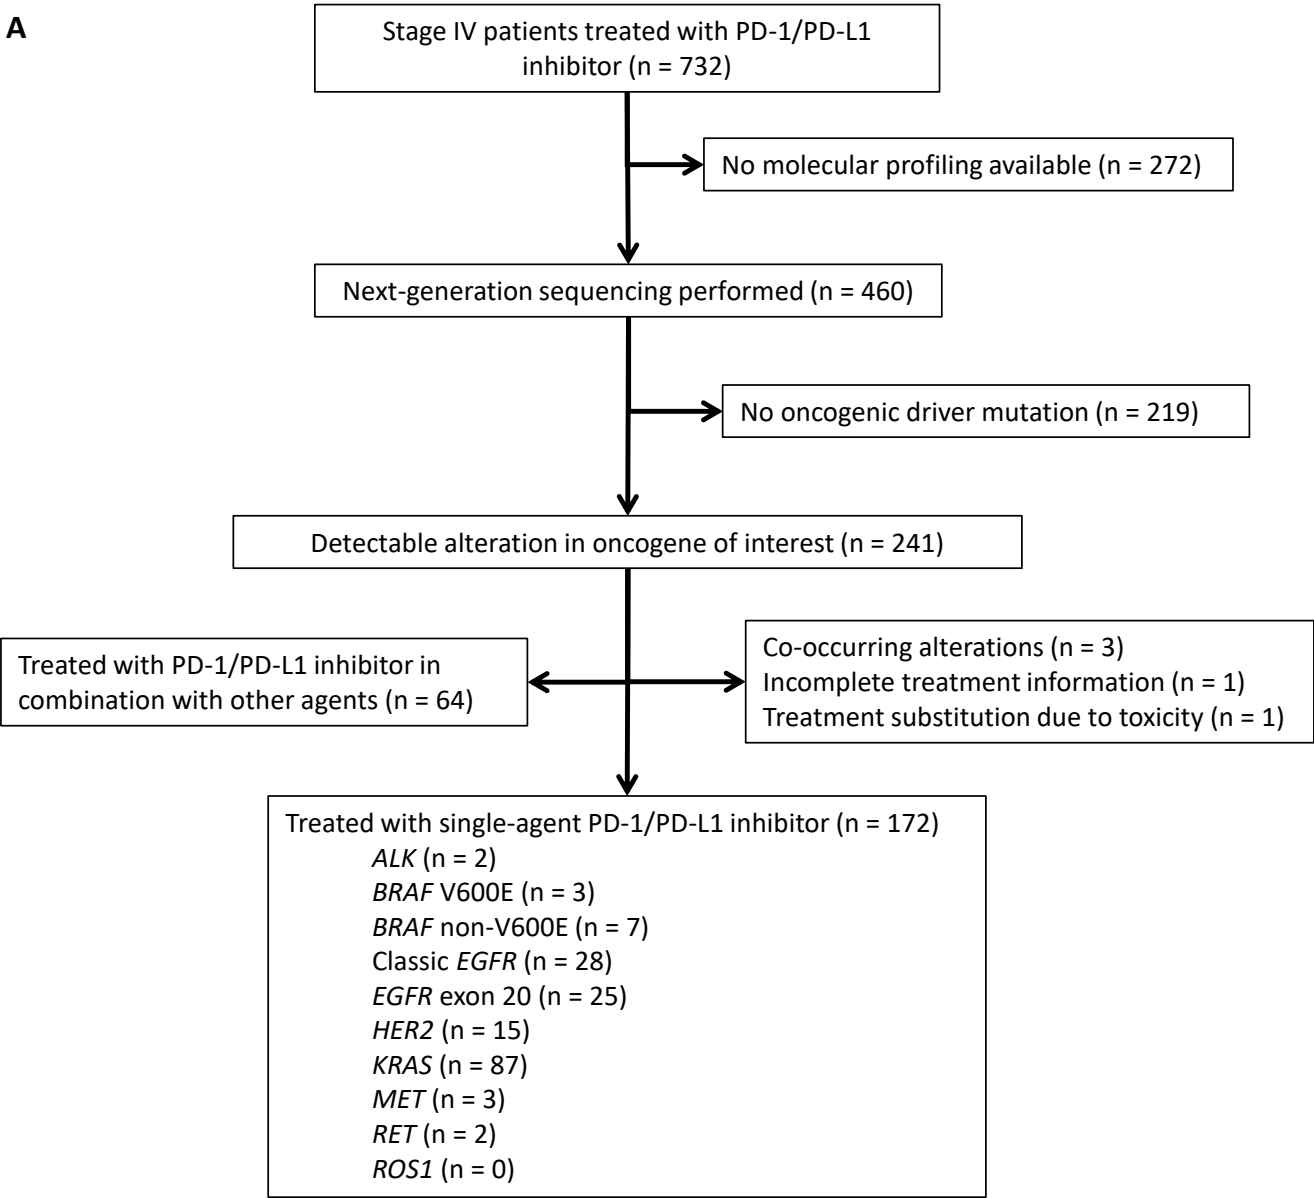 A
Stage IV patients treated with PD-1/PD-L1
inhibitor (n = 732)
No molecular profiling available (n = 272)
Next-generation sequencing performed (n = 460)
No oncogenic driver mutation (n = 219)
Detectable alteration in oncogene of interest (n = 241)
Treated with PD-1/PD-L1 inhibitor in
combination with other agents (n = 64)
Co-occurring alterations (n = 3)
Incomplete treatment information (n = 1)
Treatment substitution due to toxicity (n = 1)
Treated with single-agent PD-1/PD-L1 inhibitor (n = 172)
ALK (n = 2)
BRAF V600E (n = 3)
BRAF non-V600E (n = 7)
Classic EGFR (n = 28)
EGFR exon 20 (n = 25)
HER2 (n = 15)
KRAS (n = 87)
MET (n = 3)
RET (n = 2)
ROS1 (n = 0)